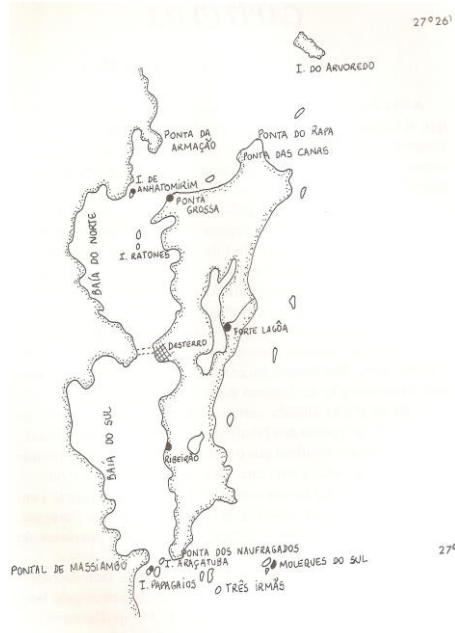 27°26'
I. DO ARVOREDO
PONTA DA
ARMAÇÃO
PONTA DO RAPA
PONTA DAS CANAS
I. DE
ANHATOMIRIM
PONTA
GROSSA
I. RATONES
BAÍA DO NORTE
FORTE LAGÔA
DESTERRO
BAÍA DO SUL
RIBEIRÃO
PONTA DOS NAUFRAGADOS
I. ARAÇATUBA
PONTAL DE MASSIAMBÚ
I. PAPAGAIOS
MOLEQUES DO SUL
TRÊS IRMÃS
27°